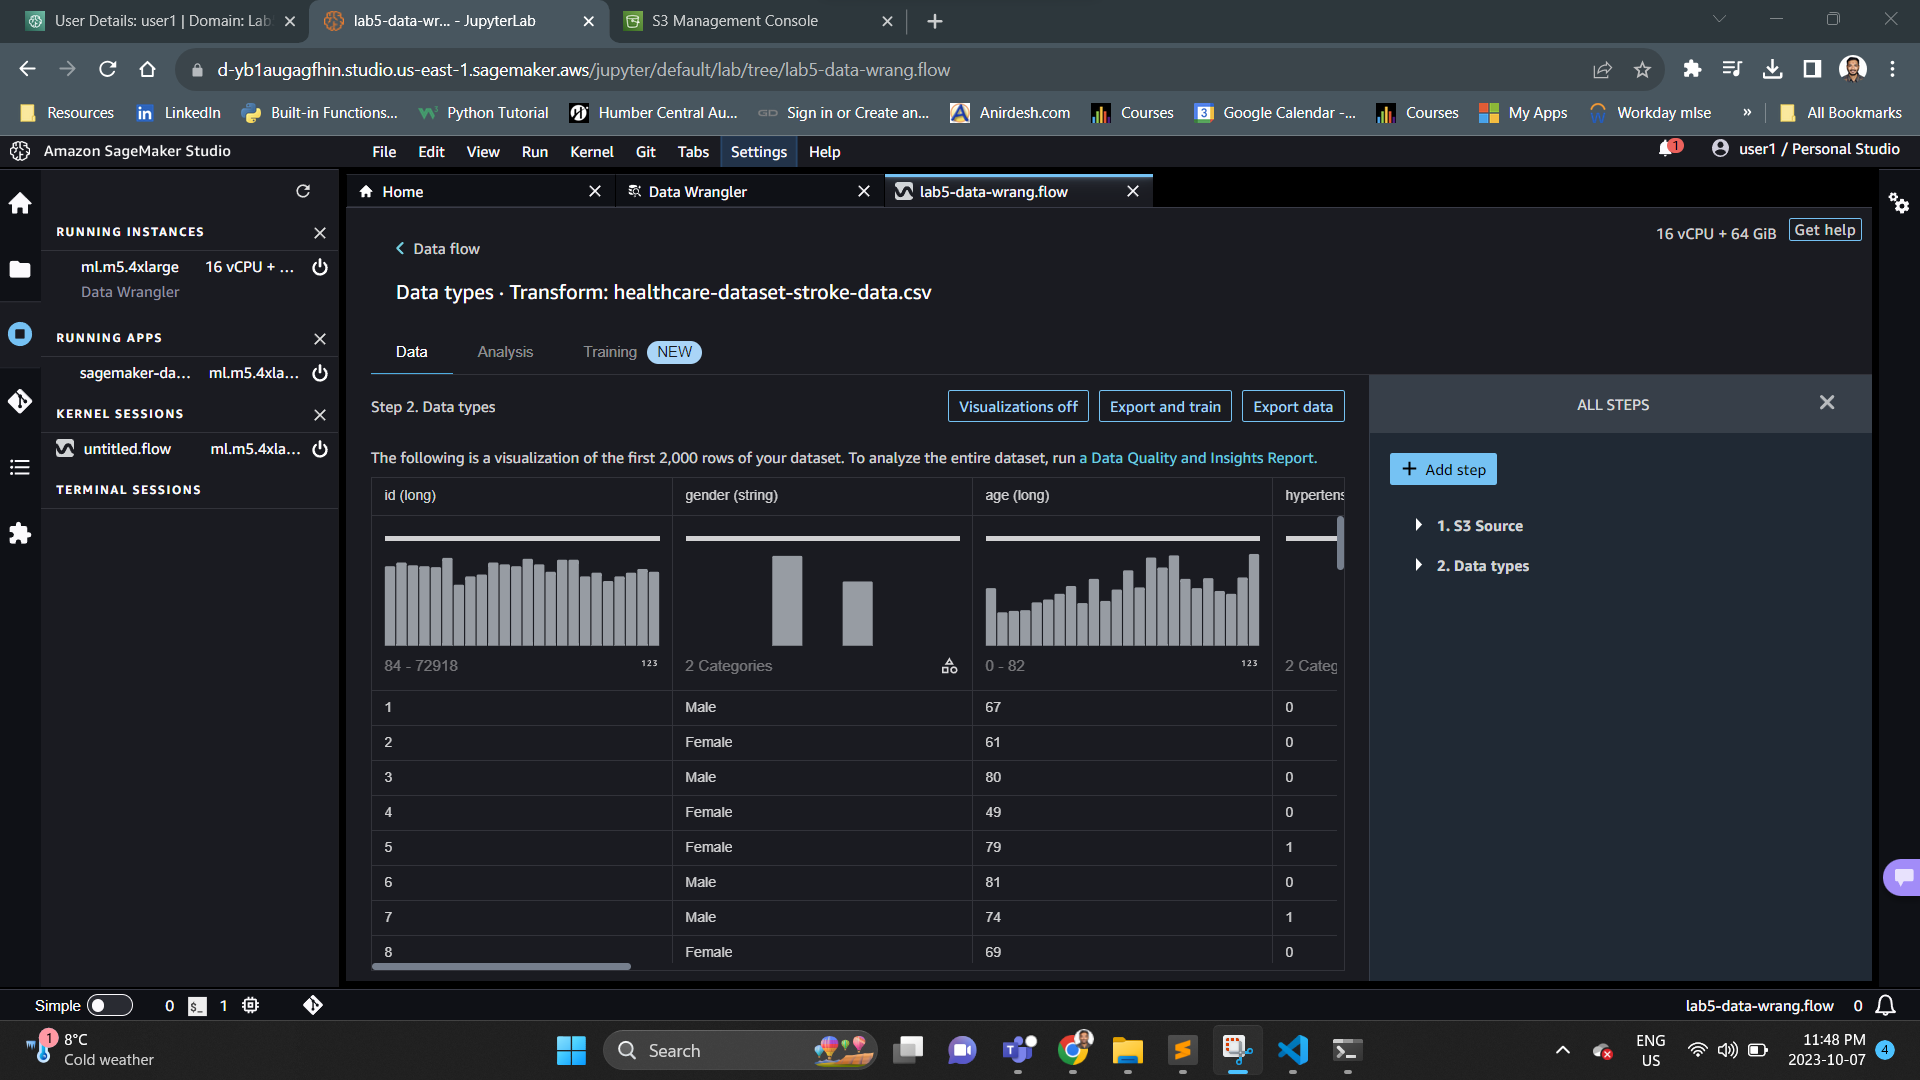 User Details: user1 | Domain: Lab
lab5-data-wr... - JupyterLab
S3 Management Console
d-yb1augagfhin.studio.us-east-1.sagemaker.aws/jupyter/default/lab/tree/lab5-data-wrang.flow
Resources
LinkedIn
Built-in Functions...
Python Tutorial
Humber Central Au...
Sign in or Create an...
Anirdesh.com
Courses
Google Calendar -...
Courses
My Apps
Workday mlse
»
All Bookmarks
Amazon SageMaker Studio
File Edit View Run Kernel Git Tabs Settings Help
1
user1 / Personal Studio
Home
Data Wrangler
lab5-data-wrang.flow
RUNNING INSTANCES
ml.m5.4xlarge 16 vCPU + ...
Data Wrangler
RUNNING APPS
sagemaker-da... ml.m5.4xla...
KERNEL SESSIONS
untitled.flow ml.m5.4xla...
TERMINAL SESSIONS
Data flow
16 vCPU + 64 GiB Get help
Data types · Transform: healthcare-dataset-stroke-data.csv
Data Analysis Training NEW
Step 2. Data types
Visualizations off Export and train Export data
The following is a visualization of the first 2,000 rows of your dataset. To analyze the entire dataset, run a Data Quality and Insights Report.
id (long) gender (string) age (long) hypertens
84 - 72918 123 2 Categories 0 - 82 123 2 Categ
1 Male 67 0
2 Female 61 0
3 Male 80 0
4 Female 49 0
5 Female 79 1
6 Male 81 0
7 Male 74 1
8 Female 69 0
ALL STEPS
+ Add step
1. S3 Source
2. Data types
Simple 0 $_ 1
lab5-data-wrang.flow 0
1
8°C
Cold weather
Search
ENG
US
11:48 PM
2023-10-07
4